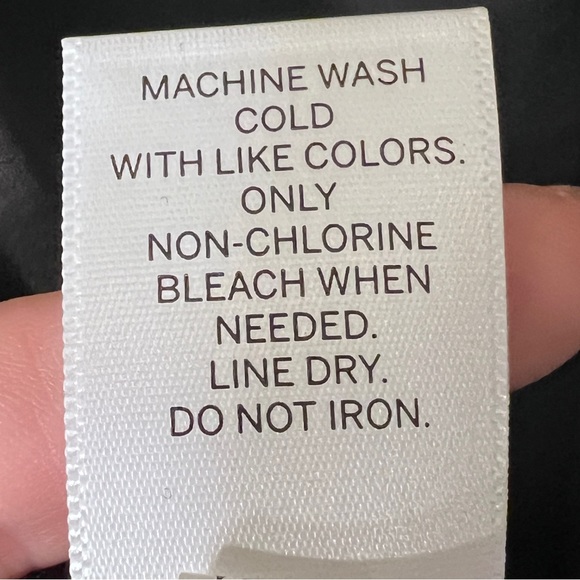 MACHINE WASH
COLD
WITH LIKE COLORS.
ONLY
NON-CHLORINE
BLEACH WHEN
NEEDED.
LINE DRY.
DO NOT IRON.